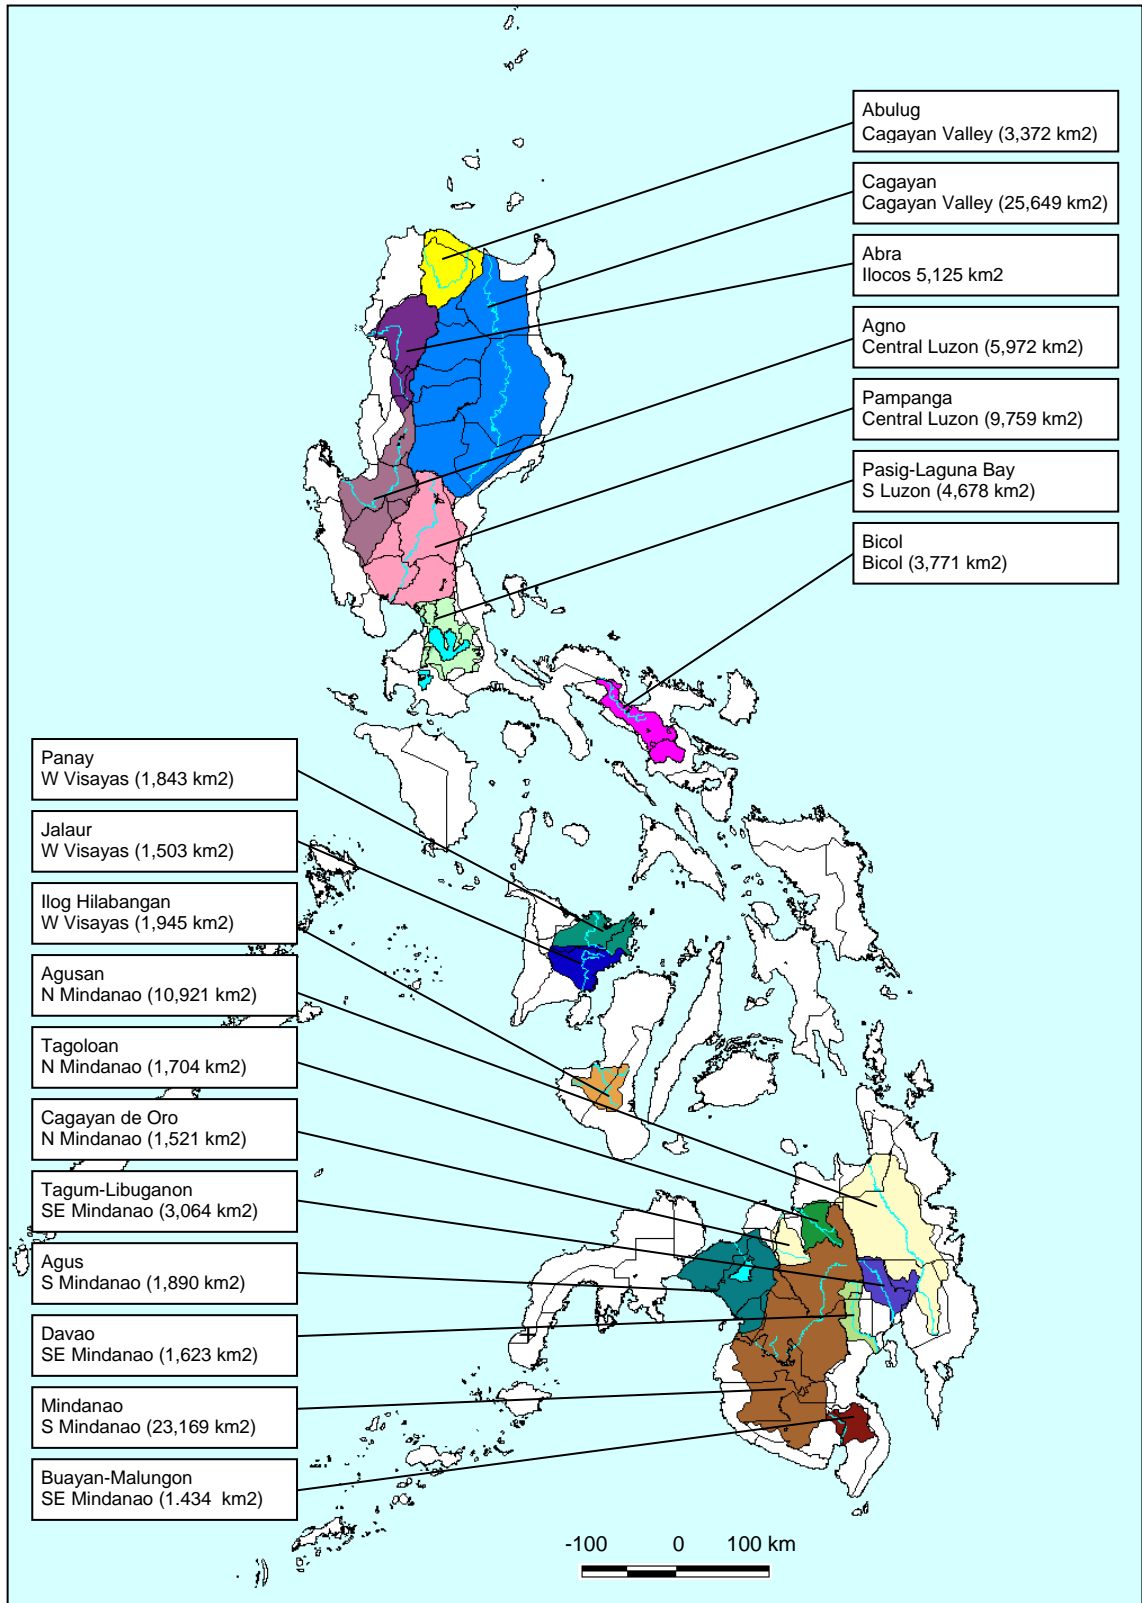 Abulug
Cagayan Valley (3,372 km2)
Cagayan
Cagayan Valley (25,649 km2)
Abra
Ilocos 5,125 km2
Agno
Central Luzon (5,972 km2)
Pampanga
Central Luzon (9,759 km2)
Pasig-Laguna Bay
S Luzon (4,678 km2)
Bicol
Bicol (3,771 km2)
Panay
W Visayas (1,843 km2)
Jalaur
W Visayas (1,503 km2)
Ilog Hilabangan
W Visayas (1,945 km2)
Agusan
N Mindanao (10,921 km2)
Tagoloan
N Mindanao (1,704 km2)
Cagayan de Oro
N Mindanao (1,521 km2)
Tagum-Libuganon
SE Mindanao (3,064 km2)
Agus
S Mindanao (1,890 km2)
Davao
SE Mindanao (1,623 km2)
Mindanao
S Mindanao (23,169 km2)
Buayan-Malungon
SE Mindanao (1.434 km2)
-100 0 100 km